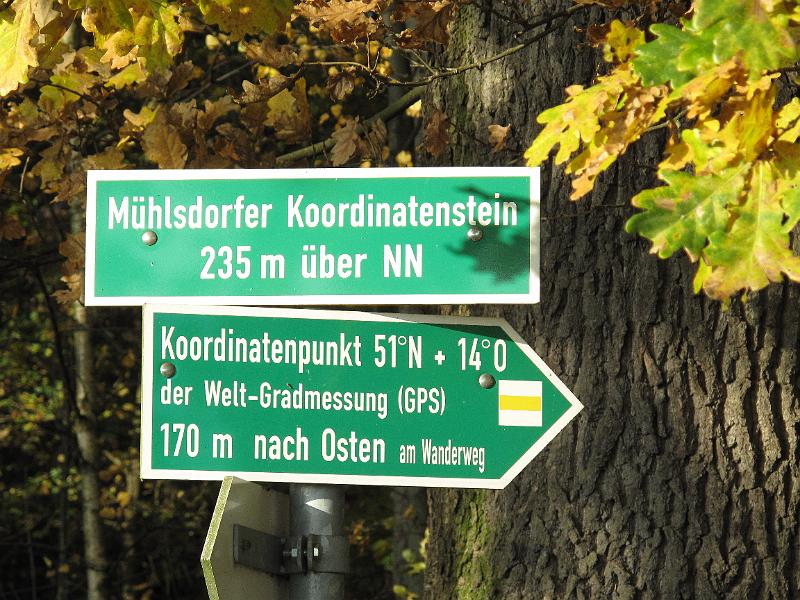 Mühlsdorfer Koordinatenstein
235 m über NN
Koordinatenpunkt 51°N + 14°O
der Welt-Gradmessung (GPS)
170 m nach Osten am Wanderweg